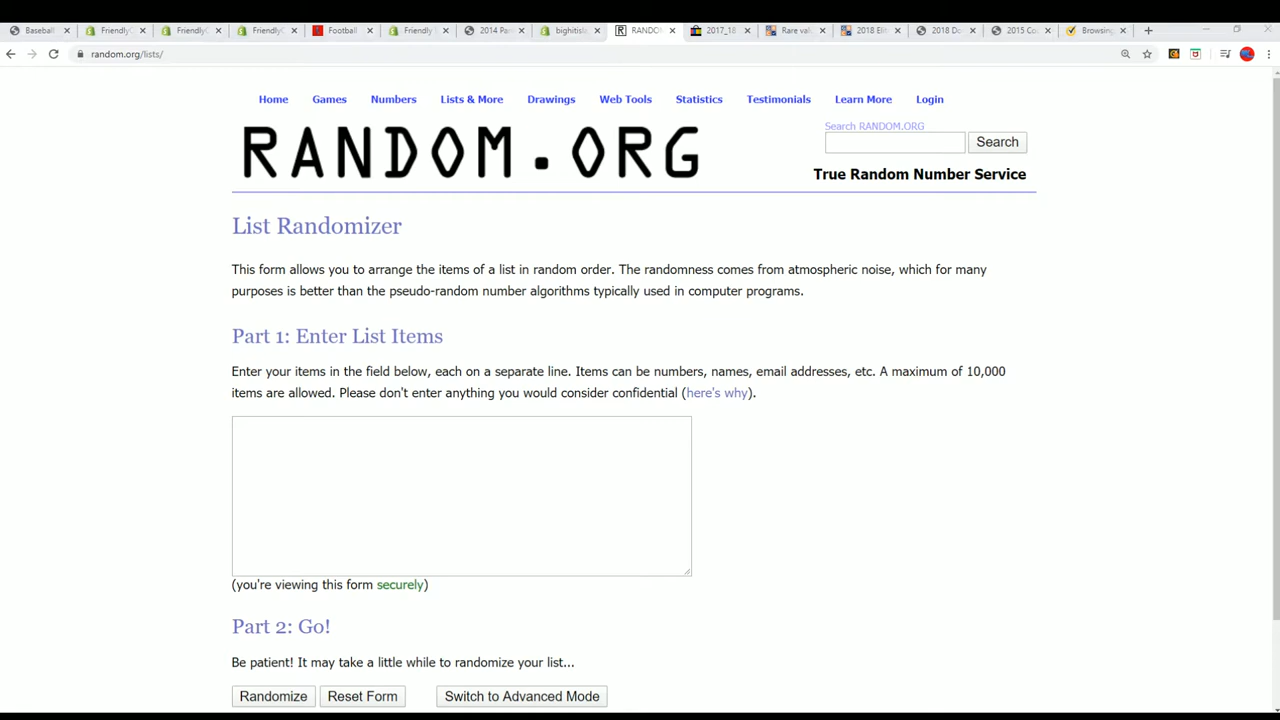 Baseball
Friendly
Friendly
Friendly
Football
Friendly
2014 Pan
bighitisla
RANDO
2017_18
Rare val
2018 Elit
2018 Do
2015 Co
Browsing
random.org/lists/
Home Games Numbers Lists & More Drawings Web Tools Statistics Testimonials Learn More Login
RANDOM.ORG
Search RANDOM.ORG
Search
True Random Number Service
List Randomizer
This form allows you to arrange the items of a list in random order. The randomness comes from atmospheric noise, which for many
purposes is better than the pseudo-random number algorithms typically used in computer programs.
Part 1: Enter List Items
Enter your items in the field below, each on a separate line. Items can be numbers, names, email addresses, etc. A maximum of 10,000
items are allowed. Please don't enter anything you would consider confidential (here's why).
(you're viewing this form securely)
Part 2: Go!
Be patient! It may take a little while to randomize your list...
Randomize Reset Form Switch to Advanced Mode